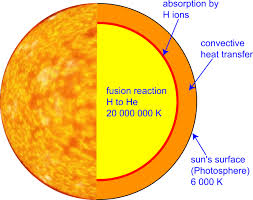 absorption by
H ions
convective
heat transfer
fusion reaction
H to He
20 000 000 K
sun's surface
(Photosphere)
6 000 K